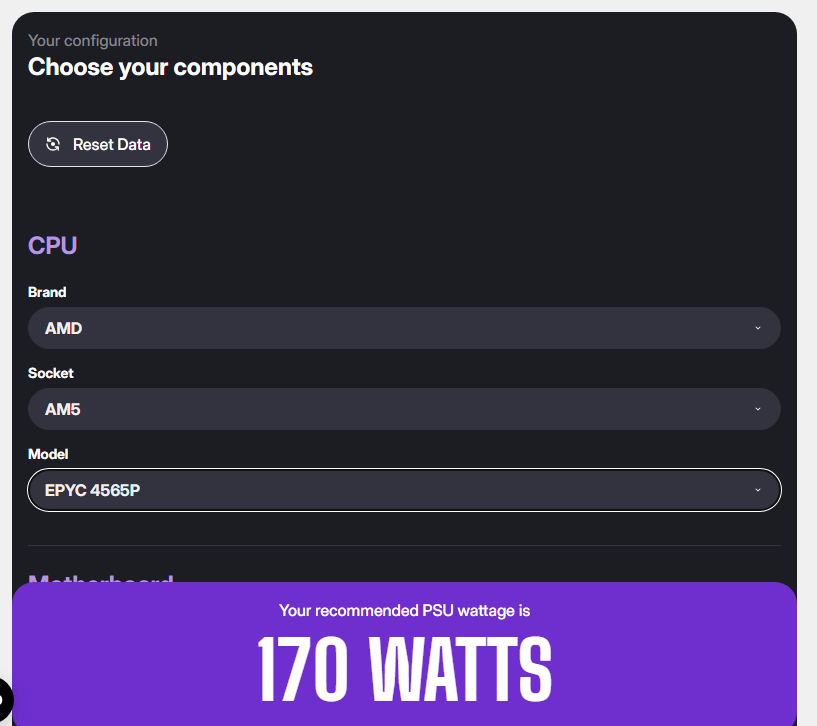 Your configuration
Choose your components
Reset Data
CPU
Brand
AMD
Socket
AM5
Model
EPYC 4565P
Motherboard
Your recommended PSU wattage is
170 WATTS